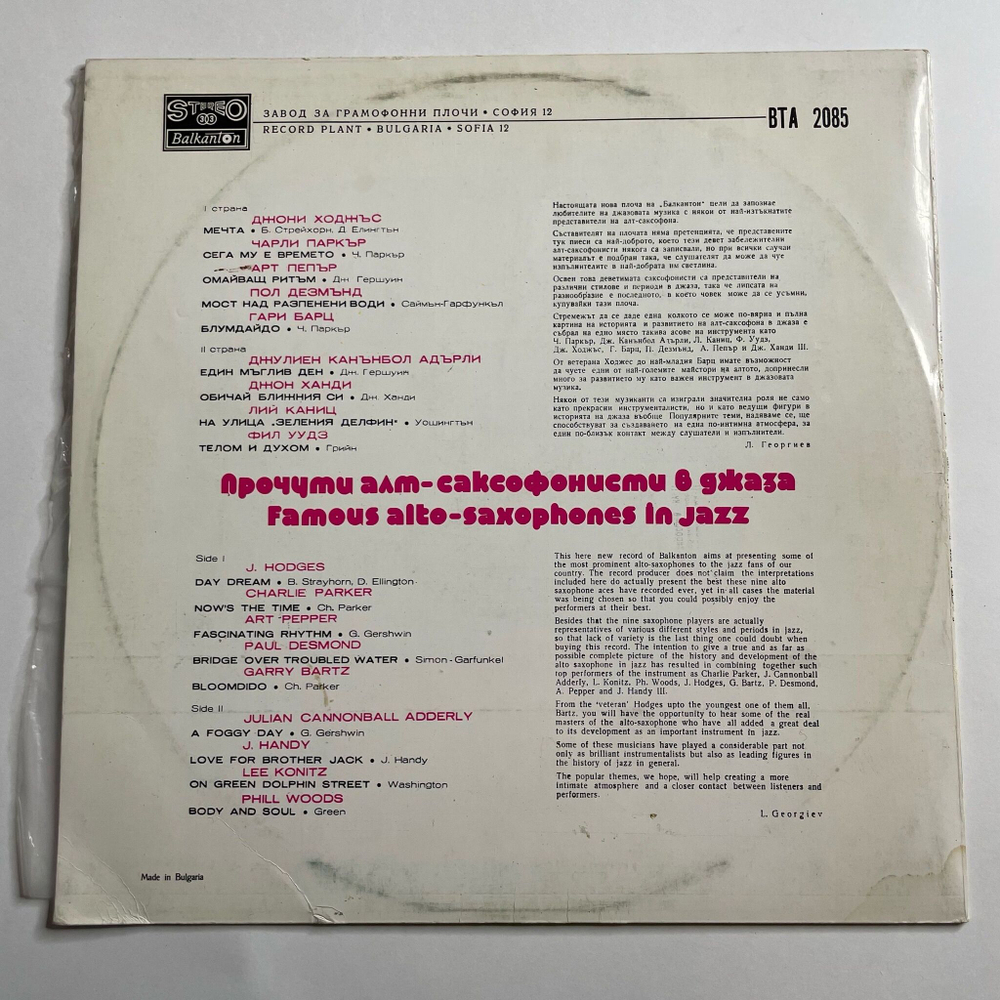 STEREO
303
Balkanton
ЗАВОД ЗА ГРАМОФОННИ ПЛОЧИ • СОФИЯ 12
RECORD PLANT • BULGARIA • SOFIA 12
ВТА 2085
I страна
ДЖОНИ ХОДЖЪС
МЕЧТА • Б. Стрейхорн, Д. Елингтън
ЧАРЛИ ПАРКЪР
СЕГА МУ Е ВРЕМЕТО • Ч. Паркър
АРТ ПЕПЪР
ОМАЙВАЩ РИТЪМ • Дж. Гершуин
ПОЛ ДЕЗМЪНД
МОСТ НАД РАЗПЕНЕНИ ВОДИ • Саймън-Гарфункъл
ГАРИ БАРЦ
БЛУМДАЙДО • Ч. Паркър
II страна
ДЖУЛИЕН КАНЪНБОЛ АДЪРЛИ
ЕДИН МЪГЛИВ ДЕН • Дж. Гершуин
ДЖОН ХАНДИ
ОБИЧАЙ БЛИЖНИЯ СИ • Дж. Ханди
ЛИЙ КАНИЦ
НА УЛИЦА „ЗЕЛЕНИЯ ДЕЛФИН" • Уошингтън
ФИЛ УУДЗ
ТЕЛОМ И ДУХОМ • Грийн
Настоящата нова плоча на „Балкантон" цели да запознае
любителите на джазовата музика с някои от най-изтъкнатите
представители на алт-саксофона.
Съставителят на плочата няма претенцията, че представените
тук пиеси са най-доброто, което тези девет забележителни
алт-саксофонисти някога са записвали, но при всички случаи
материалът е подбран така, че слушателят да може да чуе
изпълнителите в най-добрата им светлина.
Освен това деветимата саксофонисти са представители на
различни стилове и периоди в джаза, така че липсата на
разнообразие е последното, в което човек може да се усъмни,
купувайки тази плоча.
Стремежът да се даде една колкото се може по-вярна и пълна
картина на историята и развитието на алт-саксофона в джаза е
събрал на едно място такива асове на инструмента като
Ч. Паркър, Дж. Канънбол Атърли, Л. Каниц, Ф. Уудз,
Дж. Ходжъс, Г. Барц, П. Дезмънд, А. Пепър и Дж. Ханди III.
От ветерана Ходжес до най-младия Барц имате възможност
да чуете едни от най-големите майстори на алтото, допринесли
много за развитието му като важен инструмент в джазовата
музика.
Някои от тези музиканти са изиграли значителна роля не само
като прекрасни инструменталисти, но и като ведущи фигури в
историята на джаза въобще Популярните теми, надяваме се, ще
способствуват за създаването на една по-интимна атмосфера, за
един по-близък контакт между слушатели и изпълнители.
Л. Георгиев
Прочути алт-саксофонисти в джаза
Famous alto-saxophones in jazz
Side I
J. HODGES
DAY DREAM • B. Strayhorn, D. Ellington
CHARLIE PARKER
NOW'S THE TIME • Ch. Parker
ART PEPPER
FASCINATING RHYTHM • G. Gershwin
PAUL DESMOND
BRIDGE OVER TROUBLED WATER • Simon-Garfunkel
GARRY BARTZ
BLOOMDIDO • Ch. Parker
Side II
JULIAN CANNONBALL ADDERLY
A FOGGY DAY • G. Gershwin
J. HANDY
LOVE FOR BROTHER JACK • J. Handy
LEE KONITZ
ON GREEN DOLPHIN STREET • Washington
PHILL WOODS
BODY AND SOUL • Green
This here new record of Balkanton aims at presenting some of
the most prominent alto-saxophones to the jazz fans of our
country. The record producer does not claim the interpretations
included here do actually present the best these nine alto
saxophone aces have recorded ever, yet in all cases the material
was being chosen so that you could possibly enjoy the
performers at their best.
Besides that the nine saxophone players are actually
representatives of various different styles and periods in jazz,
so that lack of variety is the last thing one could doubt when
buying this record. The intention to give a true and as far as
possible complete picture of the history and development of the
alto saxophone in jazz has resulted in combining together such
top performers of the instrument as Charlie Parker, J. Cannonball
Adderly, L. Konitz, Ph. Woods, J. Hodges, G. Bartz, P. Desmond,
A. Pepper and J. Handy III.
From the 'veteran' Hodges upto the youngest one of them all,
Bartz, you will have the opportunity to hear some of the real
masters of the alto-saxophone who have all added a great deal
to its development as an important instrument in jazz.
Some of these musicians have played a considerable part not
only as brilliant instrumentalists but also as leading figures in
the history of jazz in general.
The popular themes, we hope, will help creating a more
intimate atmosphere and a closer contact between listeners and
performers.
L. Georgiev
Made in Bulgaria